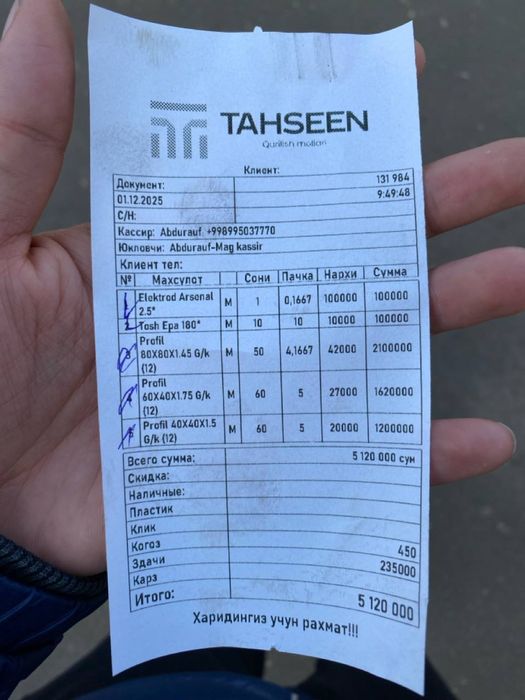 TAHSEEN
Qurilish mollari
Клиент:
Документ: 131 984
01.12.2025 9:49:48
С/Н:
Кассир: Abdurauf +998995037770
Юкловчи: Abdurauf-Mag kassir
Клиент тел:
№ Махсулот Сони Пачка Нархи Сумма
1 Elektrod Arsenal 2.5* М 1 0,1667 100000 100000
2 Tosh Epa 180* М 10 10 10000 100000
Profil 80X80X1.45 G/k (12) М 50 4,1667 42000 2100000
Profil 60X40X1.75 G/k (12) М 60 5 27000 1620000
Profil 40X40X1.5 G/k (12) М 60 5 20000 1200000
Всего сумма: 5 120 000 сум
Скидка:
Наличные:
Пластик
Клик
Когоз 450
Здачи 235000
Карз
Итого: 5 120 000
Харидингиз учун рахмат!!!